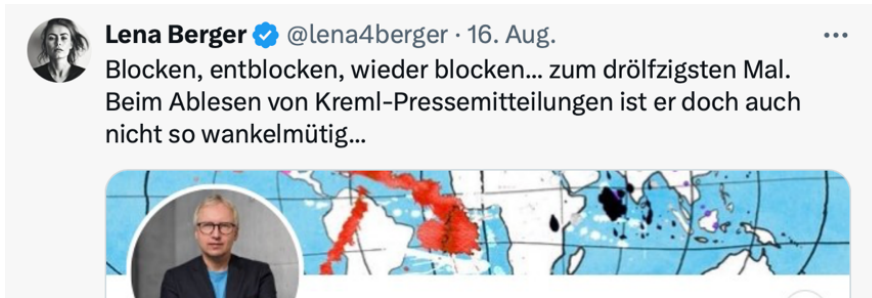 Lena Berger @lena4berger · 16. Aug.
Blocken, entblocken, wieder blocken... zum drölfzigsten Mal.
Beim Ablesen von Kreml-Pressemitteilungen ist er doch auch
nicht so wankelmütig...